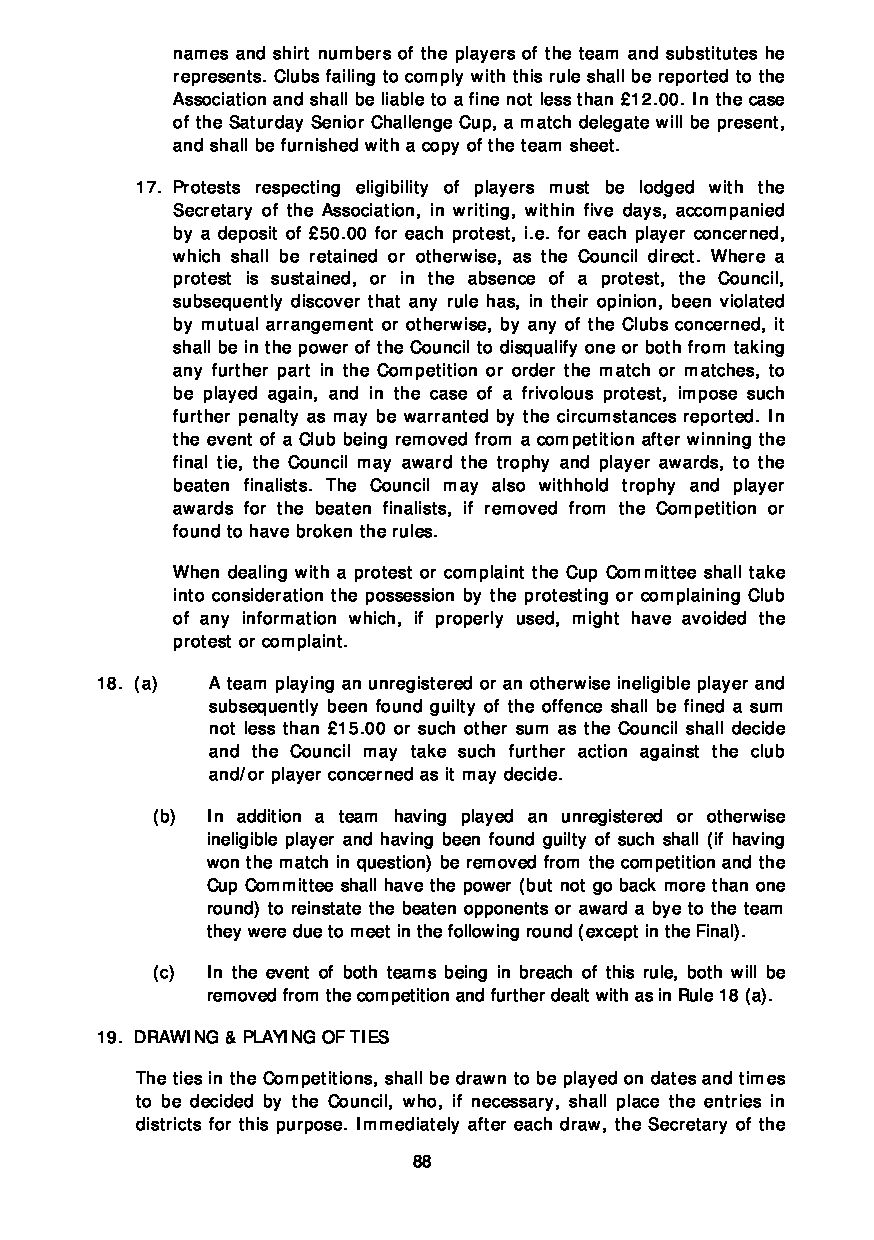 names and shirt numbers of the players of the team and substitutes he
represents. Clubs failing to comply with this rule shall be reported to the
Association and shall be liable to a fine not less than £12.00. In the case
of the Saturday Senior Challenge Cup, a match delegate will be present,
and shall be furnished with a copy of the team sheet.
17. Protests respecting eligibility of players must be lodged with the
Secretary of the Association, in writing, within five days, accompanied
by a deposit of £50.00 for each protest, i.e. for each player concerned,
which shall be retained or otherwise, as the Council direct. Where a
protest is sustained, or in the absence of a protest, the Council,
subsequently discover that any rule has, in their opinion, been violated
by mutual arrangement or otherwise, by any of the Clubs concerned, it
shall be in the power of the Council to disqualify one or both from taking
any further part in the Competition or order the match or matches, to
be played again, and in the case of a frivolous protest, impose such
further penalty as may be warranted by the circumstances reported. In
the event of a Club being removed from a competition after winning the
final tie, the Council may award the trophy and player awards, to the
beaten finalists. The Council may also withhold trophy and player
awards for the beaten finalists, if removed from the Competition or
found to have broken the rules.
When dealing with a protest or complaint the Cup Committee shall take
into consideration the possession by the protesting or complaining Club
of any information which, if properly used, might have avoided the
protest or complaint.
18. (a) A team playing an unregistered or an otherwise ineligible player and
subsequently been found guilty of the offence shall be fined a sum
not less than £15.00 or such other sum as the Council shall decide
and the Council may take such further action against the club
and/or player concerned as it may decide.
(b) In addition a team having played an unregistered or otherwise
ineligible player and having been found guilty of such shall (if having
won the match in question) be removed from the competition and the
Cup Committee shall have the power (but not go back more than one
round) to reinstate the beaten opponents or award a bye to the team
they were due to meet in the following round (except in the Final).
(c) In the event of both teams being in breach of this rule, both will be
removed from the competition and further dealt with as in Rule 18 (a).
19. DRAWING & PLAYING OF TIES
The ties in the Competitions, shall be drawn to be played on dates and times
to be decided by the Council, who, if necessary, shall place the entries in
districts for this purpose. Immediately after each draw, the Secretary of the
88